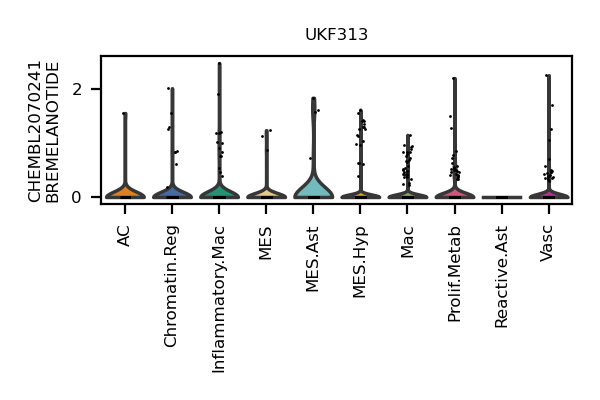 UKF313
CHEMBL2070241
BREMELANOTIDE
2
0
AC
Chromatin.Reg
Inflammatory.Mac
MES
MES.Ast
MES.Hyp
Mac
Prolif.Metab
Reactive.Ast
Vasc